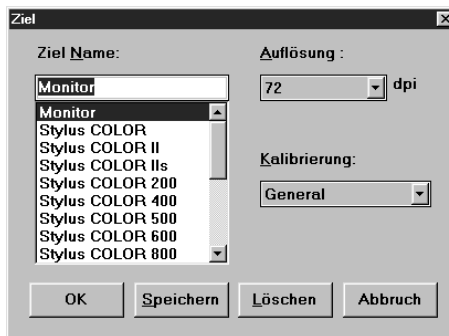 Ziel
Ziel Name:
Monitor
Monitor
Stylus COLOR
Stylus COLOR II
Stylus COLOR IIs
Stylus COLOR 200
Stylus COLOR 400
Stylus COLOR 500
Stylus COLOR 600
Stylus COLOR 800
Auflösung :
72 dpi
Kalibrierung:
General
OK Speichern Löschen Abbruch